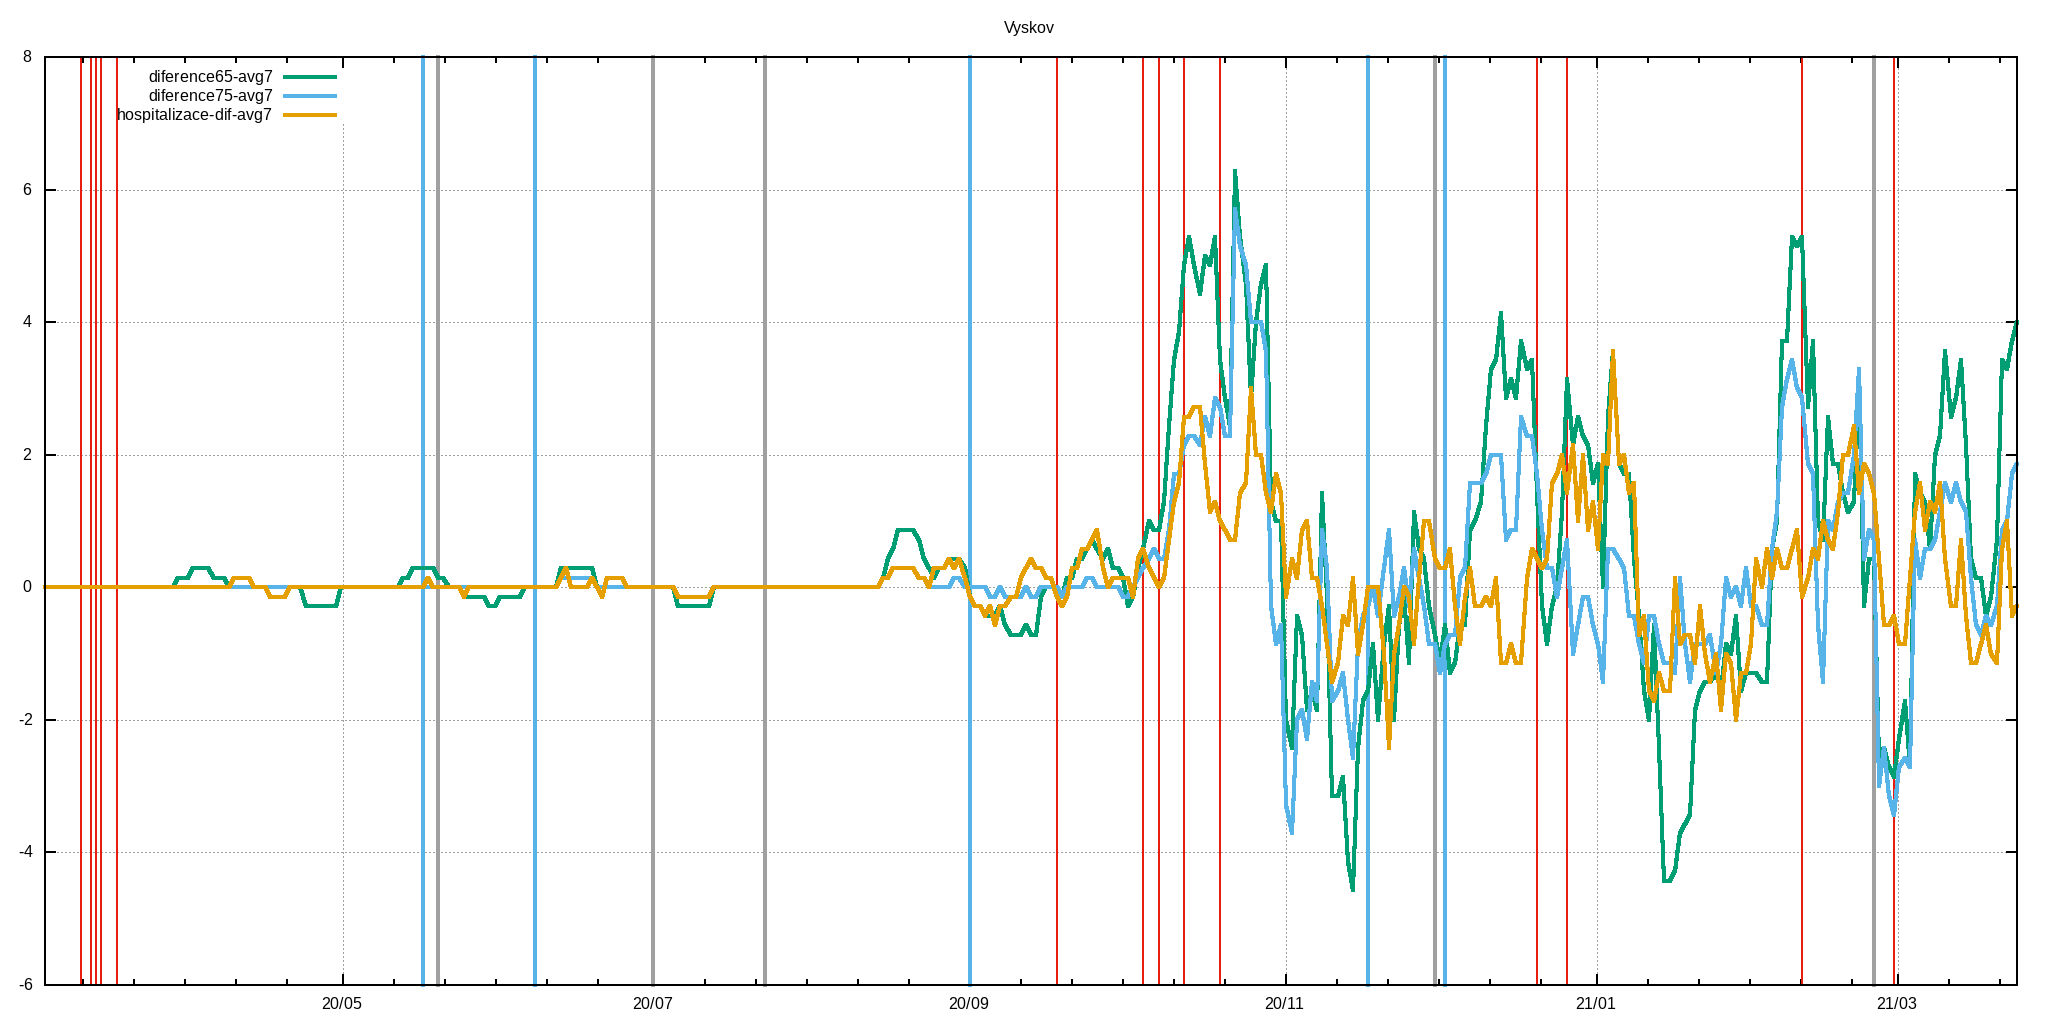 Vyskov
8
diference65-avg7
diference75-avg7
hospitalizace-dif-avg7
6
4
2
0
-2
-4
-6
20/05 20/07 20/09 20/11 21/01 21/03